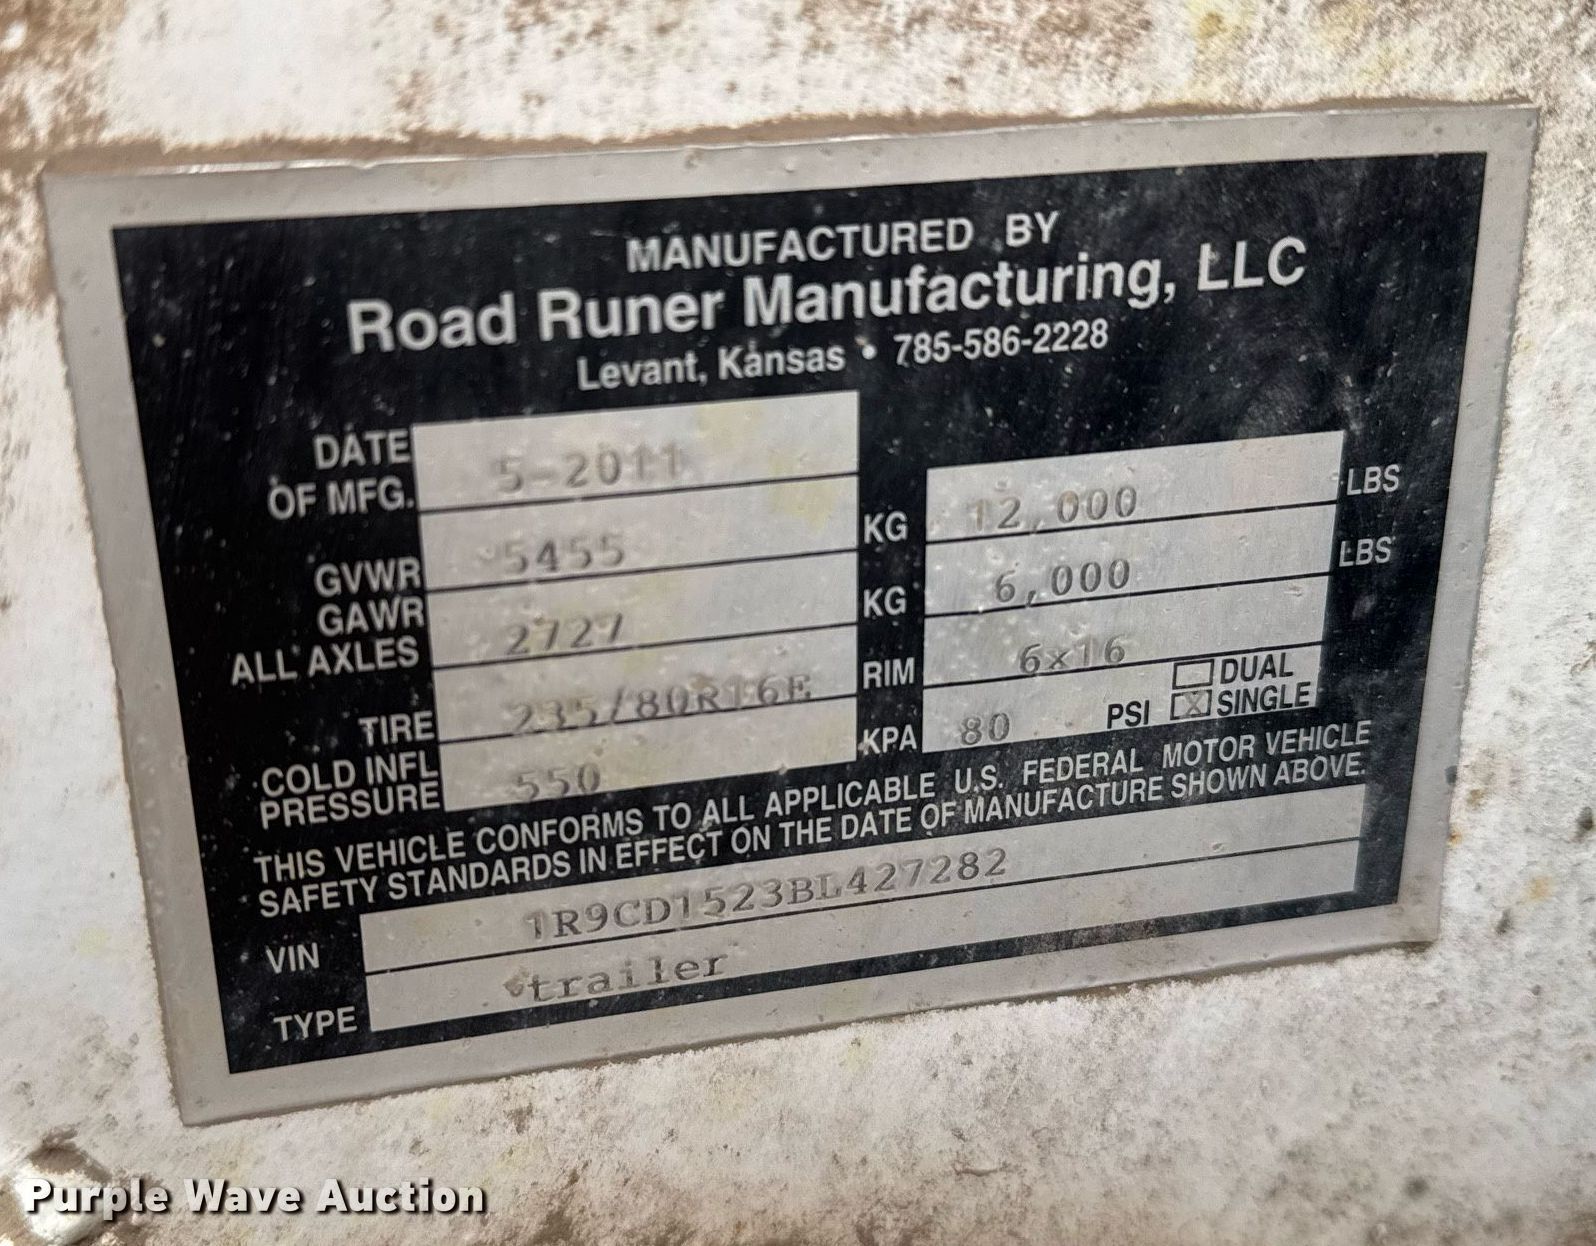 MANUFACTURED BY
Road Runer Manufacturing, LLC
Levant, Kansas • 785-586-2228
DATE OF MFG. 5-2011
GVWR 5455 KG 12,000 LBS
GAWR ALL AXLES 2727 KG 6,000 LBS
TIRE 235/80R16E RIM 6x16
COLD INFL PRESSURE 550 KPA 80 PSI DUAL
X SINGLE
THIS VEHICLE CONFORMS TO ALL APPLICABLE U.S. FEDERAL MOTOR VEHICLE
SAFETY STANDARDS IN EFFECT ON THE DATE OF MANUFACTURE SHOWN ABOVE.
VIN 1R9CD1523BL427282
TYPE trailer
Purple Wave Auction